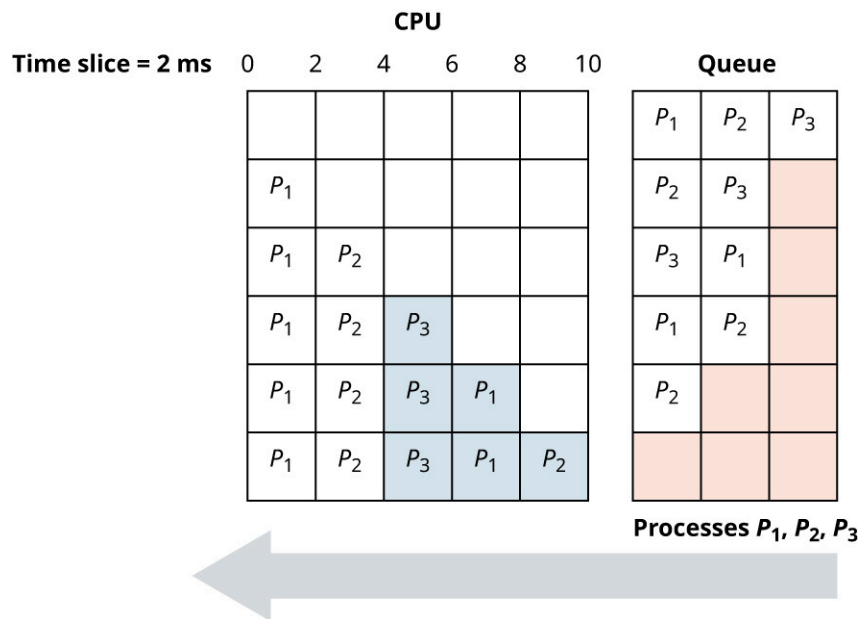 CPU
Time slice = 2 ms 0 2 4 6 8 10 Queue
P₁ P₂ P₃
P₁ P₂ P₃
P₁ P₂ P₃ P₁
P₁ P₂ P₃ P₁ P₂
P₁ P₂ P₃ P₁ P₂
P₁ P₂ P₃ P₁ P₂
Processes P₁, P₂, P₃